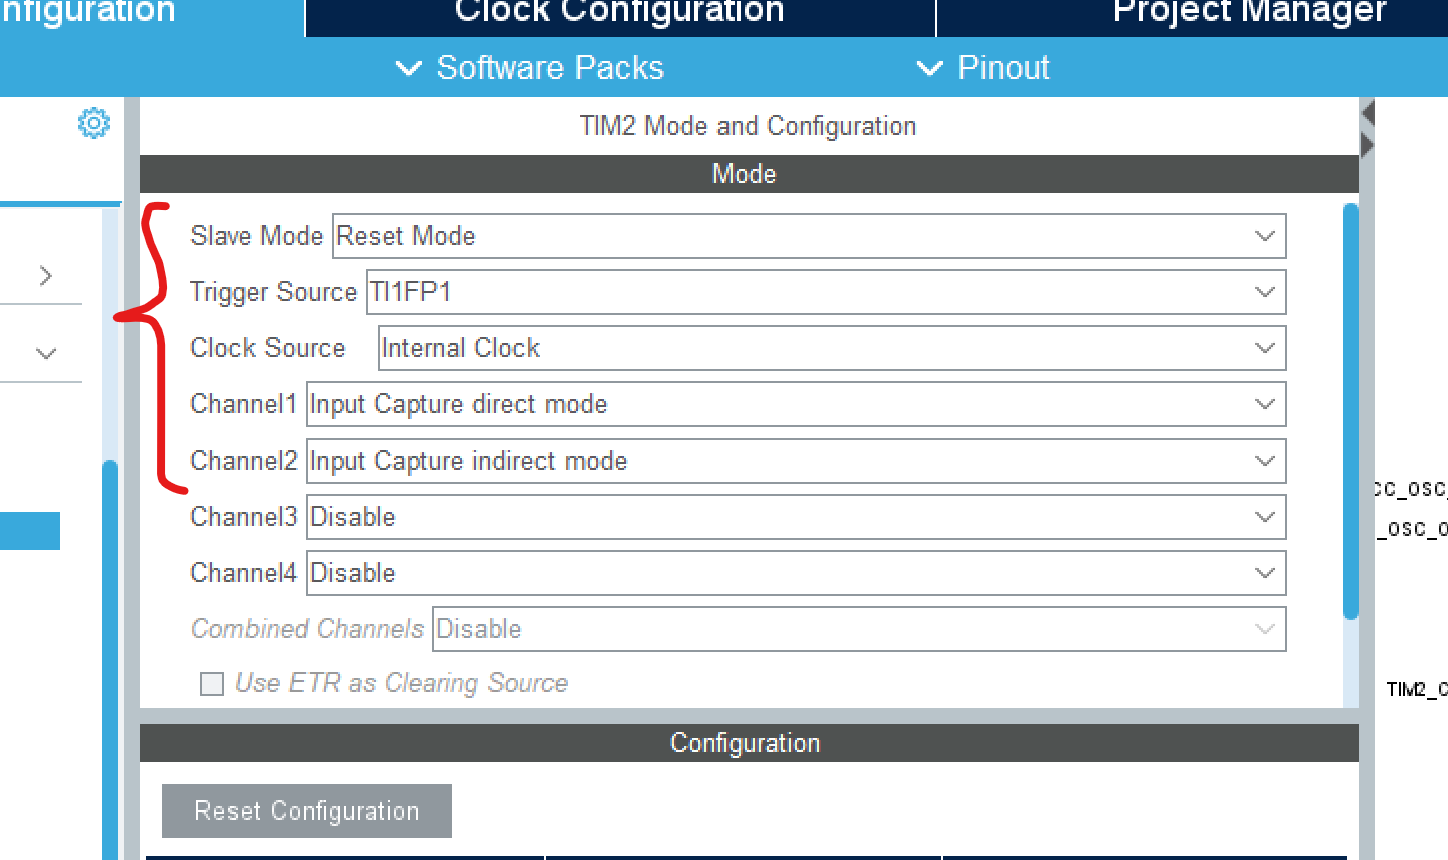 nfiguration
Clock Configuration
Project Manager
Software Packs
Pinout
TIM2 Mode and Configuration
Mode
Slave Mode Reset Mode
Trigger Source TI1FP1
Clock Source Internal Clock
Channel1 Input Capture direct mode
Channel2 Input Capture indirect mode
Channel3 Disable
Channel4 Disable
Combined Channels Disable
Use ETR as Clearing Source
CC_OSC_
_OSC_O
TIM2_C
Configuration
Reset Configuration